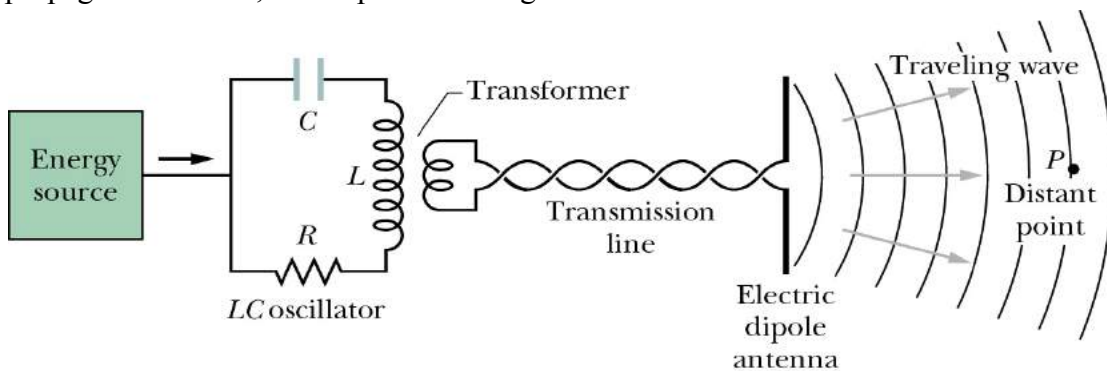 Traveling wave
Transformer
C
Energy
source
L
P
Distant
point
Transmission
line
R
LC oscillator
Electric
dipole
antenna